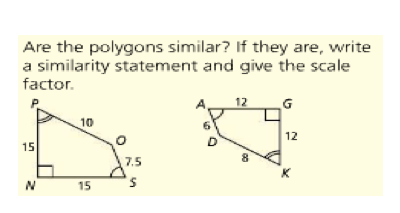 Are the polygons similar? If they are, write
a similarity statement and give the scale
factor.
P
10
O
15
7.5
N
15
S
A
12
G
6
D
12
8
K